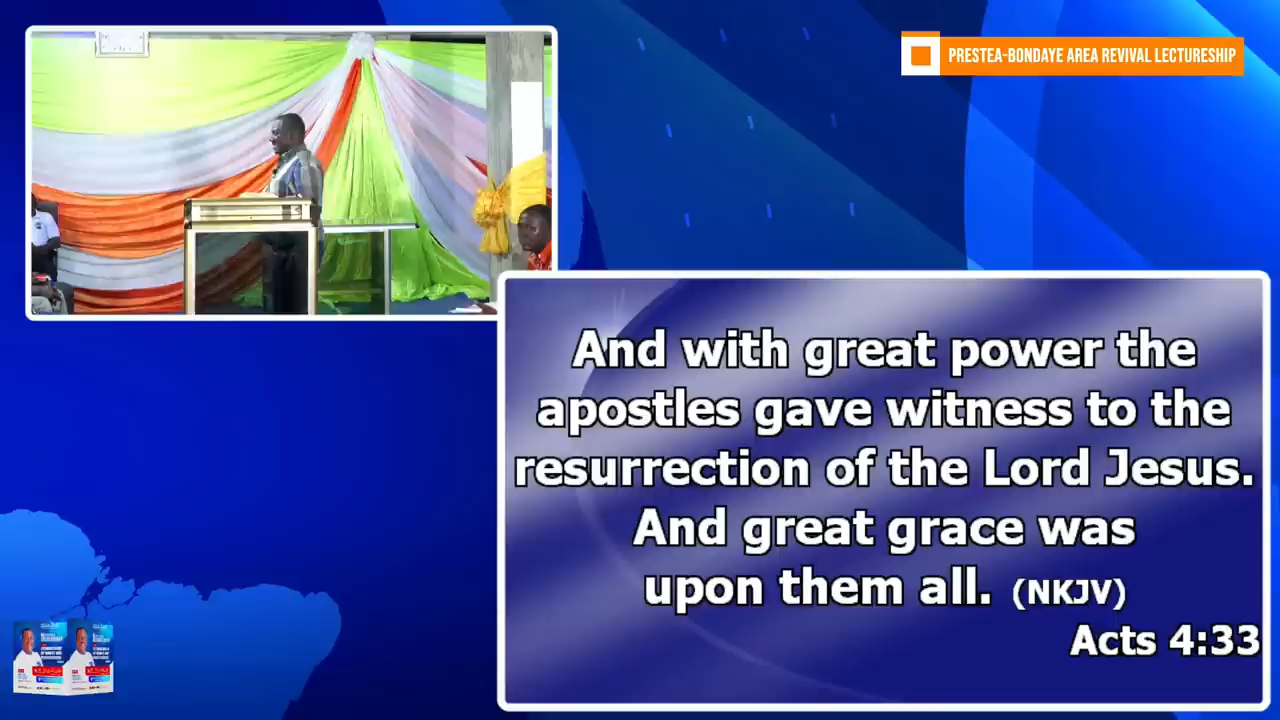 PRESTEA-BONDAYE AREA REVIVAL LECTURESHIP
And with great power the
apostles gave witness to the
resurrection of the Lord Jesus.
And great grace was
upon them all. (NKJV)
Acts 4:33